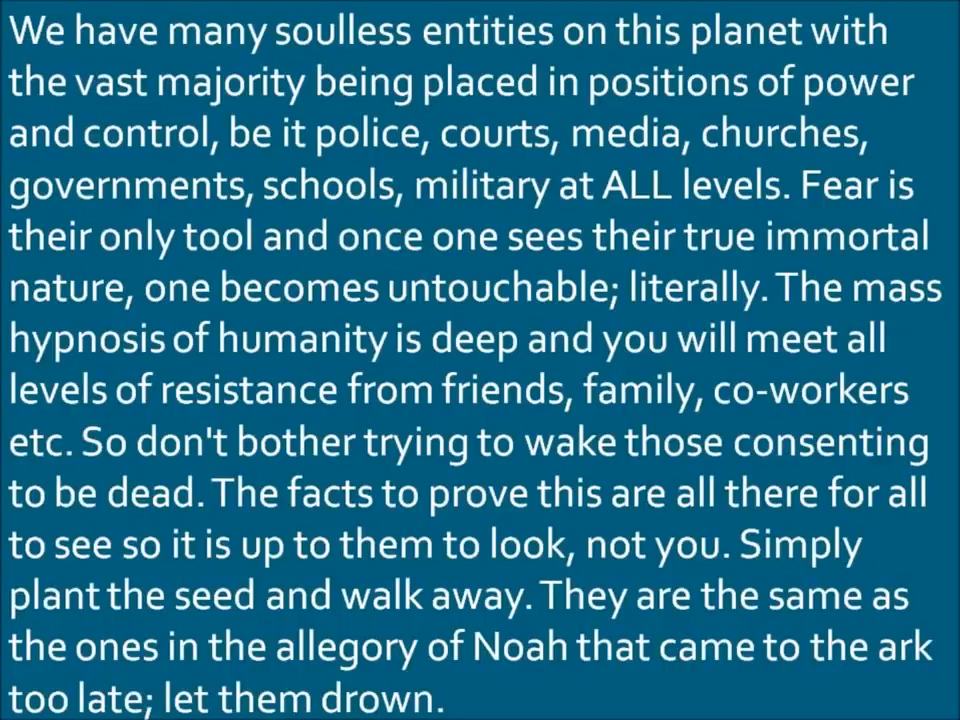 We have many soulless entities on this planet with
the vast majority being placed in positions of power
and control, be it police, courts, media, churches,
governments, schools, military at ALL levels. Fear is
their only tool and once one sees their true immortal
nature, one becomes untouchable; literally. The mass
hypnosis of humanity is deep and you will meet all
levels of resistance from friends, family, co-workers
etc. So don't bother trying to wake those consenting
to be dead. The facts to prove this are all there for all
to see so it is up to them to look, not you. Simply
plant the seed and walk away. They are the same as
the ones in the allegory of Noah that came to the ark
too late; let them drown.